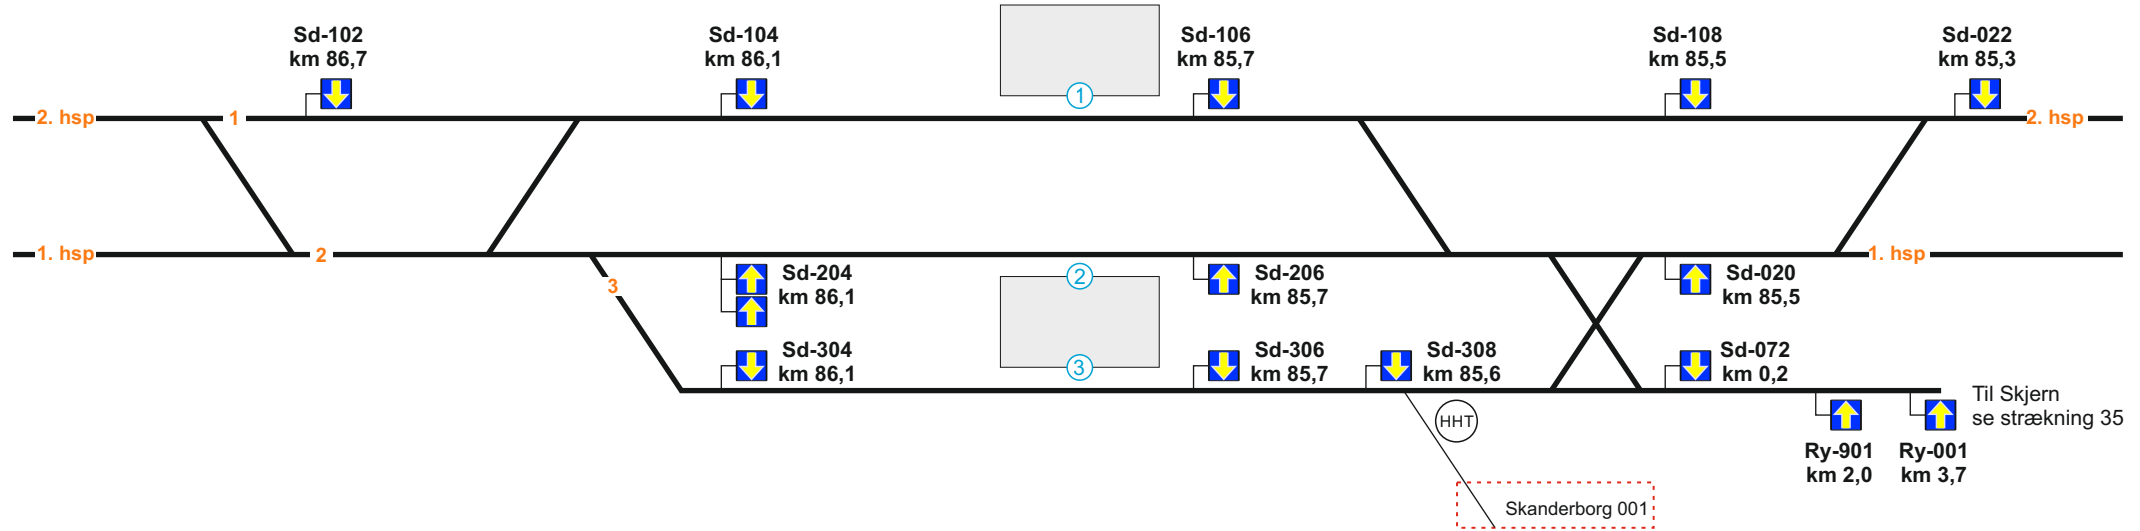 Sd-102
km 86,7
Sd-104
km 86,1
Sd-106
km 85,7
Sd-108
km 85,5
Sd-022
km 85,3
1
2. hsp
1
2. hsp
1. hsp
2
1. hsp
3
Sd-204
km 86,1
2
Sd-206
km 85,7
Sd-020
km 85,5
Sd-304
km 86,1
3
Sd-306
km 85,7
Sd-308
km 85,6
Sd-072
km 0,2
Til Skjern
se strækning 35
HHT
Ry-901
km 2,0
Ry-001
km 3,7
Skanderborg 001